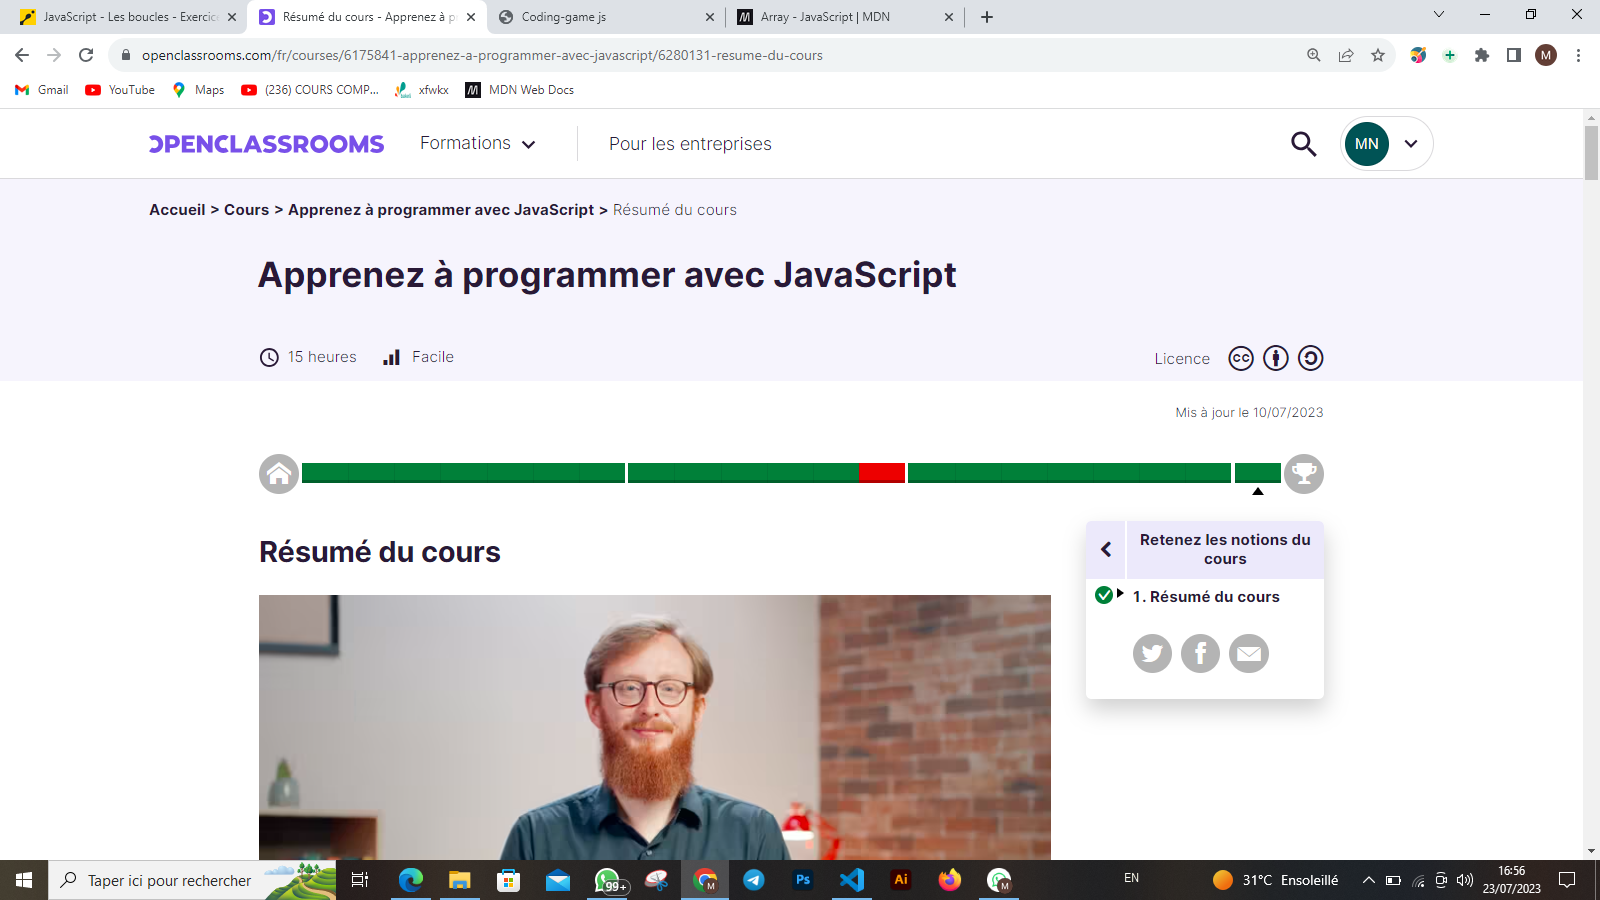 JavaScript - Les boucles - Exercic
Résumé du cours - Apprenez à pr
Coding-game js
Array - JavaScript | MDN
openclassrooms.com/fr/courses/6175841-apprenez-a-programmer-avec-javascript/6280131-resume-du-cours
M
Gmail
YouTube
Maps
(236) COURS COMP...
xfwkx
MDN Web Docs
OPENCLASSROOMS
Formations
Pour les entreprises
MN
Accueil > Cours > Apprenez à programmer avec JavaScript > Résumé du cours
Apprenez à programmer avec JavaScript
15 heures
Facile
Licence
cc
Mis à jour le 10/07/2023
Résumé du cours
Retenez les notions du
cours
1. Résumé du cours
Taper ici pour rechercher
99+
M
Ps
Ai
M
EN
31°C Ensoleillé
16:56
23/07/2023